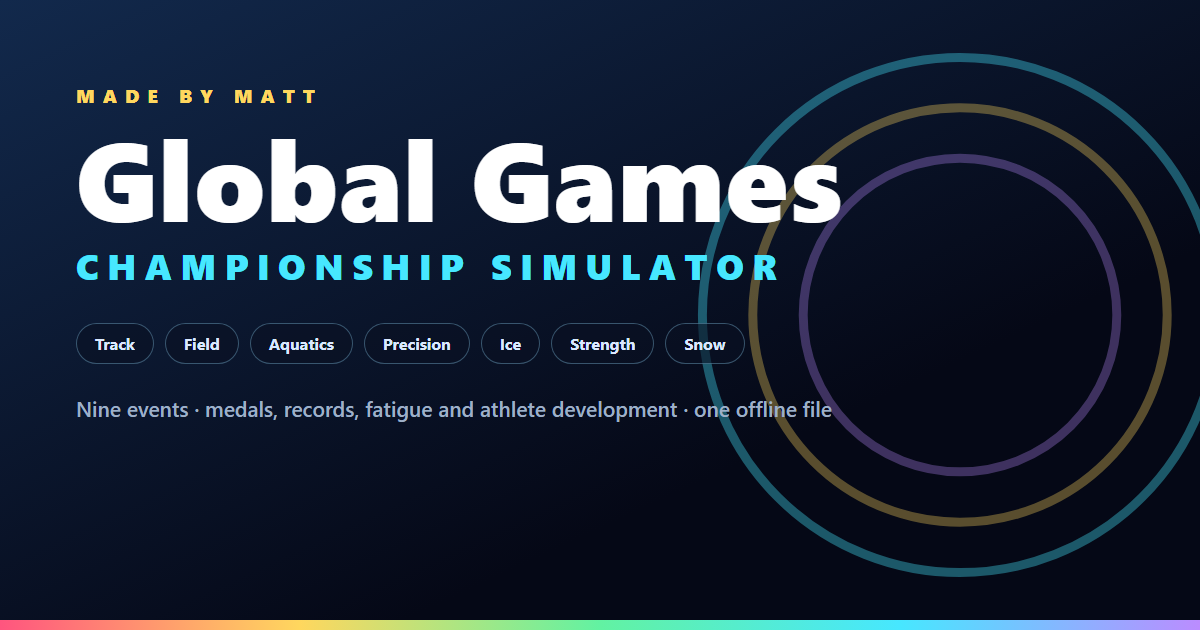 MADE BY MATT
Global Games
CHAMPIONSHIP SIMULATOR
Track Field Aquatics Precision Ice Strength Snow
Nine events · medals, records, fatigue and athlete development · one offline file